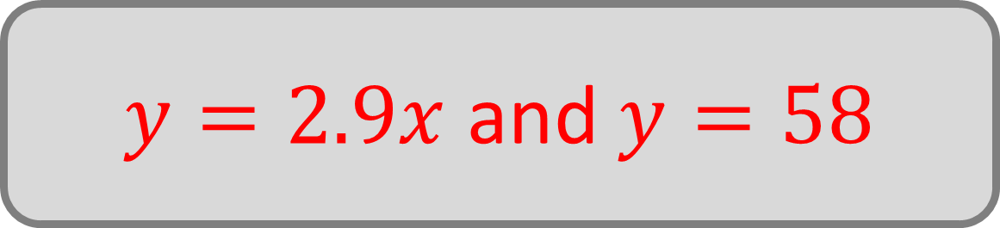 y = 2.9x and y = 58